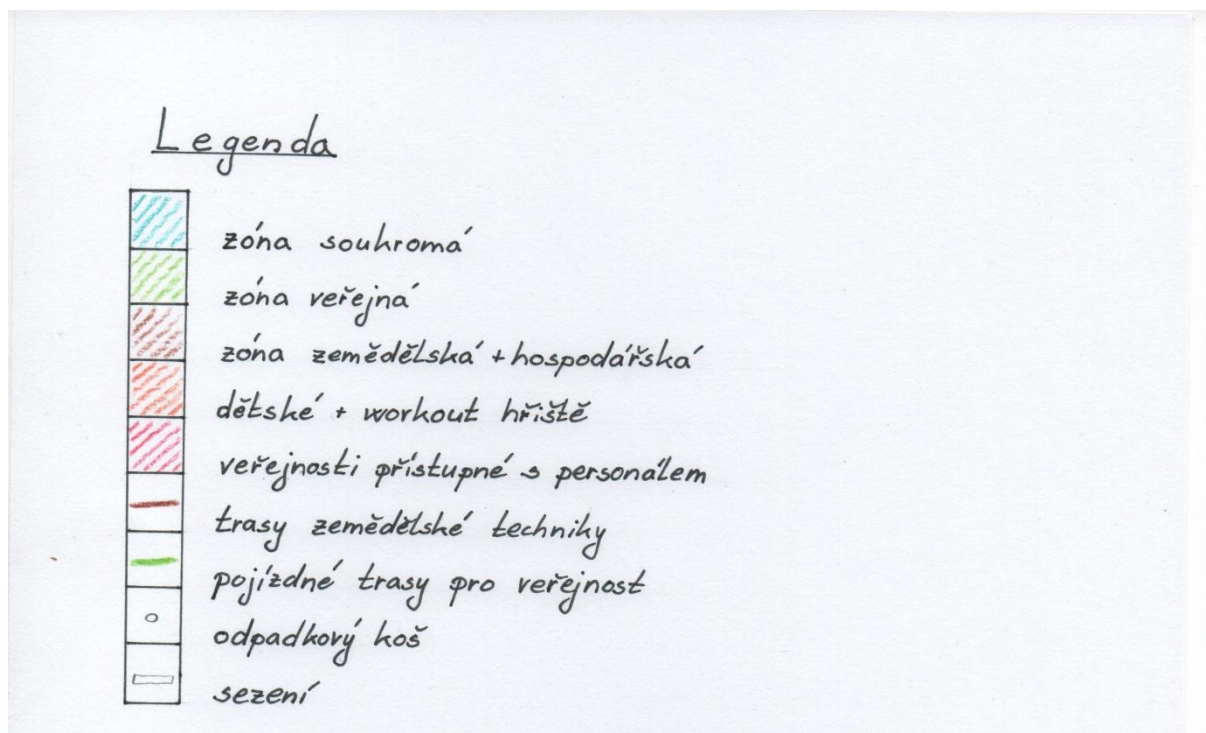 Legenda
zóna souhromá
zóna veřejná
zóna zemědělská + hospodářská
dětské + workout hřiště
veřejnosti přístupné s personálem
trasy zemědělské techniky
pojízdné trasy pro veřejnost
odpadkový koš
sezení